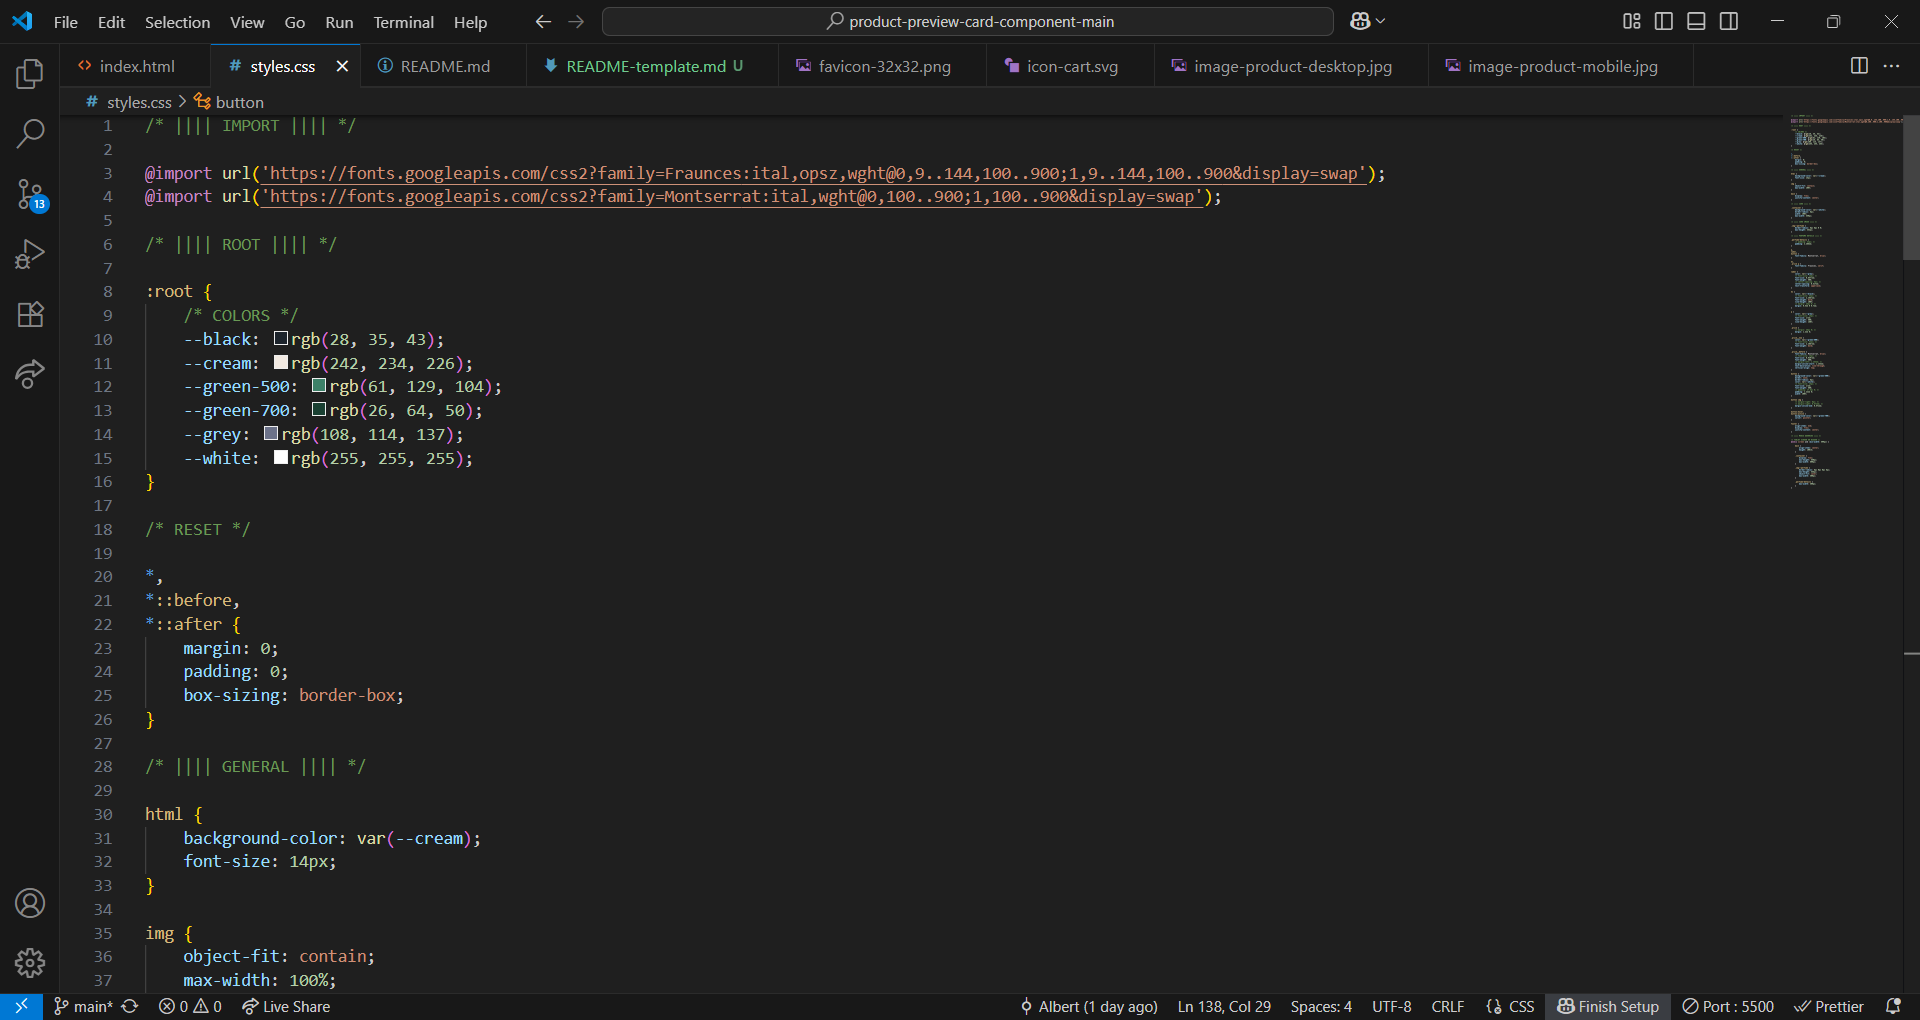 File Edit Selection View Go Run Terminal Help product-preview-card-component-main
index.html styles.css README.md README-template.md U favicon-32x32.png icon-cart.svg image-product-desktop.jpg image-product-mobile.jpg
styles.css > button
1 /* |||| IMPORT |||| */
2
3 @import url('https://fonts.googleapis.com/css2?family=Fraunces:ital,opsz,wght@0,9..144,100..900;1,9..144,100..900&display=swap');
4 @import url('https://fonts.googleapis.com/css2?family=Montserrat:ital,wght@0,100..900;1,100..900&display=swap');
5
6 /* |||| ROOT |||| */
7
8 :root {
9 /* COLORS */
10 --black: rgb(28, 35, 43);
11 --cream: rgb(242, 234, 226);
12 --green-500: rgb(61, 129, 104);
13 --green-700: rgb(26, 64, 50);
14 --grey: rgb(108, 114, 137);
15 --white: rgb(255, 255, 255);
16 }
17
18 /* RESET */
19
20 *,
21 *::before,
22 *::after {
23 margin: 0;
24 padding: 0;
25 box-sizing: border-box;
26 }
27
28 /* |||| GENERAL |||| */
29
30 html {
31 background-color: var(--cream);
32 font-size: 14px;
33 }
34
35 img {
36 object-fit: contain;
37 max-width: 100%;
13
main* 0 0 Live Share Albert (1 day ago) Ln 138, Col 29 Spaces: 4 UTF-8 CRLF CSS Finish Setup Port : 5500 Prettier